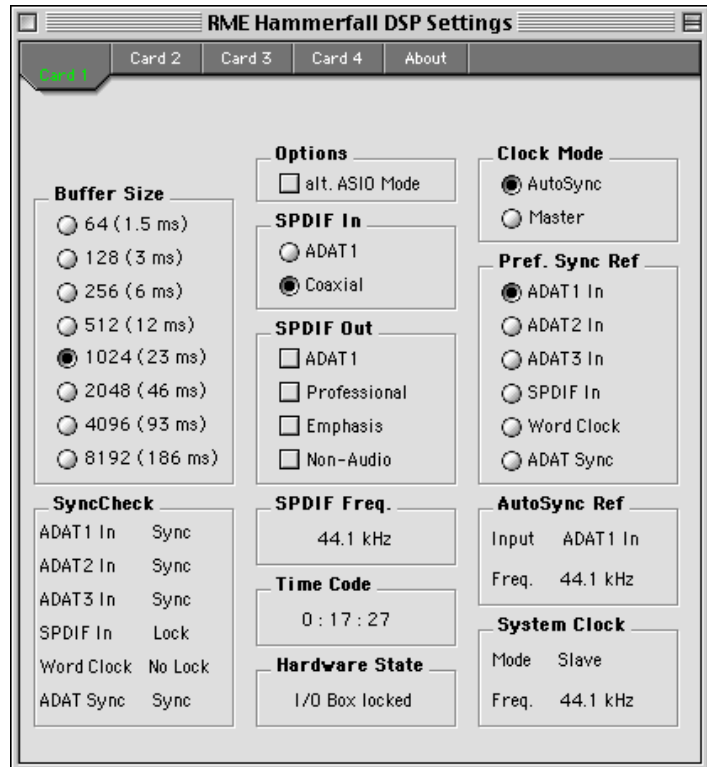 RME Hammerfall DSP Settings
Card 1
Card 2
Card 3
Card 4
About
Buffer Size
64 (1.5 ms)
128 (3 ms)
256 (6 ms)
512 (12 ms)
1024 (23 ms)
2048 (46 ms)
4096 (93 ms)
8192 (186 ms)
SyncCheck
ADAT1 In Sync
ADAT2 In Sync
ADAT3 In Sync
SPDIF In Lock
Word Clock No Lock
ADAT Sync Sync
Options
alt. ASIO Mode
SPDIF In
ADAT1
Coaxial
SPDIF Out
ADAT1
Professional
Emphasis
Non-Audio
SPDIF Freq.
44.1 kHz
Time Code
0 : 17 : 27
Hardware State
I/O Box locked
Clock Mode
AutoSync
Master
Pref. Sync Ref
ADAT1 In
ADAT2 In
ADAT3 In
SPDIF In
Word Clock
ADAT Sync
AutoSync Ref
Input ADAT1 In
Freq. 44.1 kHz
System Clock
Mode Slave
Freq. 44.1 kHz